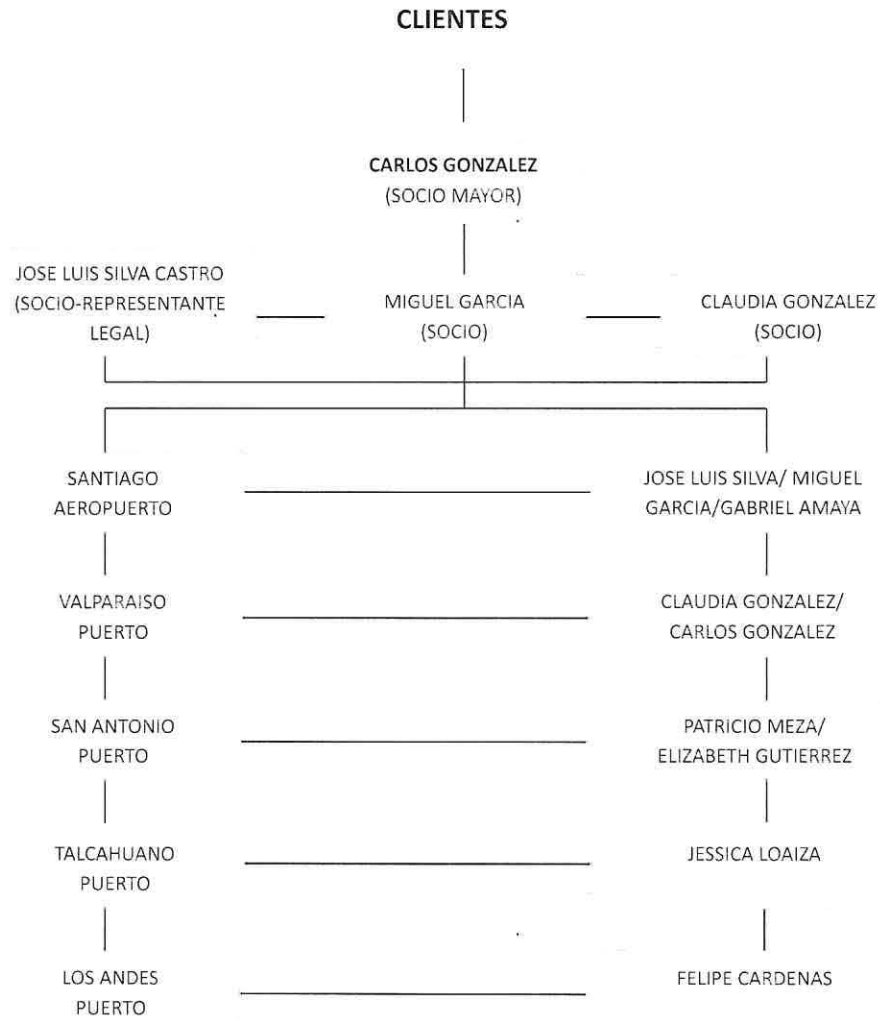 CLIENTES
CARLOS GONZALEZ
(SOCIO MAYOR)
JOSE LUIS SILVA CASTRO
(SOCIO-REPRESENTANTE
LEGAL)
MIGUEL GARCIA
(SOCIO)
CLAUDIA GONZALEZ
(SOCIO)
SANTIAGO
AEROPUERTO
JOSE LUIS SILVA/ MIGUEL
GARCIA/GABRIEL AMAYA
VALPARAISO
PUERTO
CLAUDIA GONZALEZ/
CARLOS GONZALEZ
SAN ANTONIO
PUERTO
PATRICIO MEZA/
ELIZABETH GUTIERREZ
TALCAHUANO
PUERTO
JESSICA LOAIZA
LOS ANDES
PUERTO
FELIPE CARDENAS